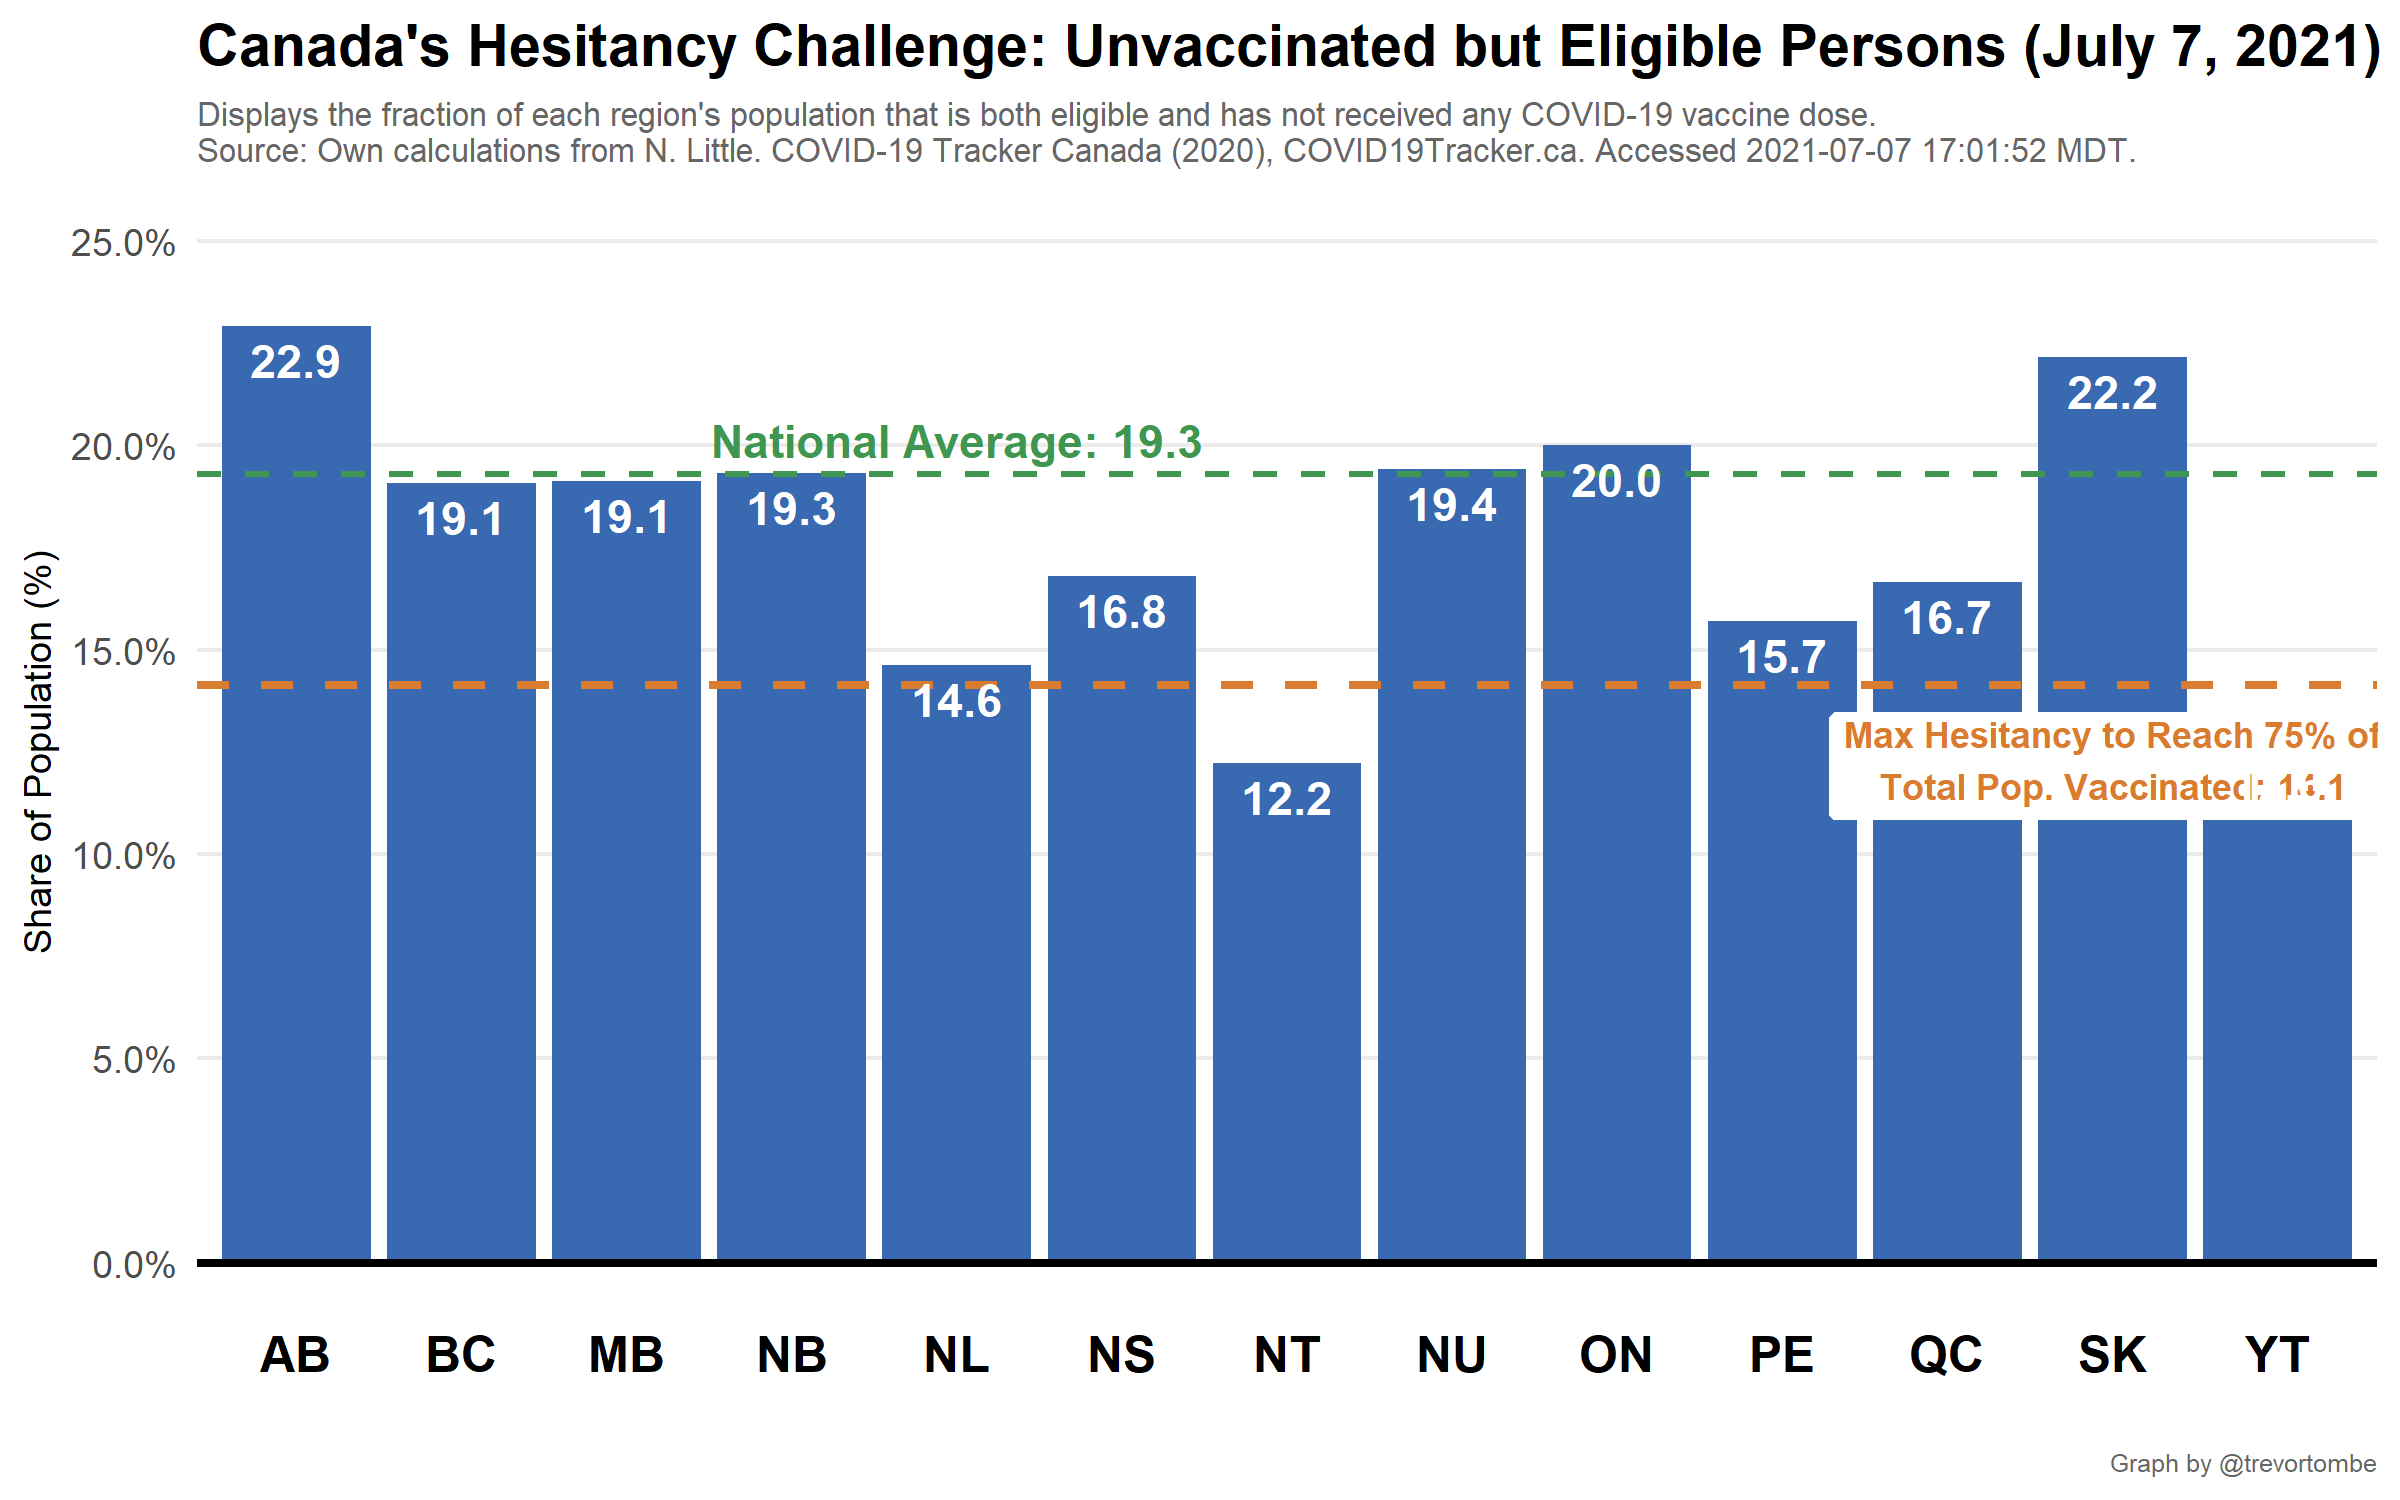 Canada's Hesitancy Challenge: Unvaccinated but Eligible Persons (July 7, 2021)
Displays the fraction of each region's population that is both eligible and has not received any COVID-19 vaccine dose.
Source: Own calculations from N. Little. COVID-19 Tracker Canada (2020), COVID19Tracker.ca. Accessed 2021-07-07 17:01:52 MDT.
Share of Population (%)
25.0%
20.0%
15.0%
10.0%
5.0%
0.0%
National Average: 19.3
22.9
19.1
19.1
19.3
14.6
16.8
12.2
19.4
20.0
15.7
16.7
22.2
Max Hesitancy to Reach 75% of
Total Pop. Vaccinated: 14.1
AB
BC
MB
NB
NL
NS
NT
NU
ON
PE
QC
SK
YT
Graph by @trevortombe